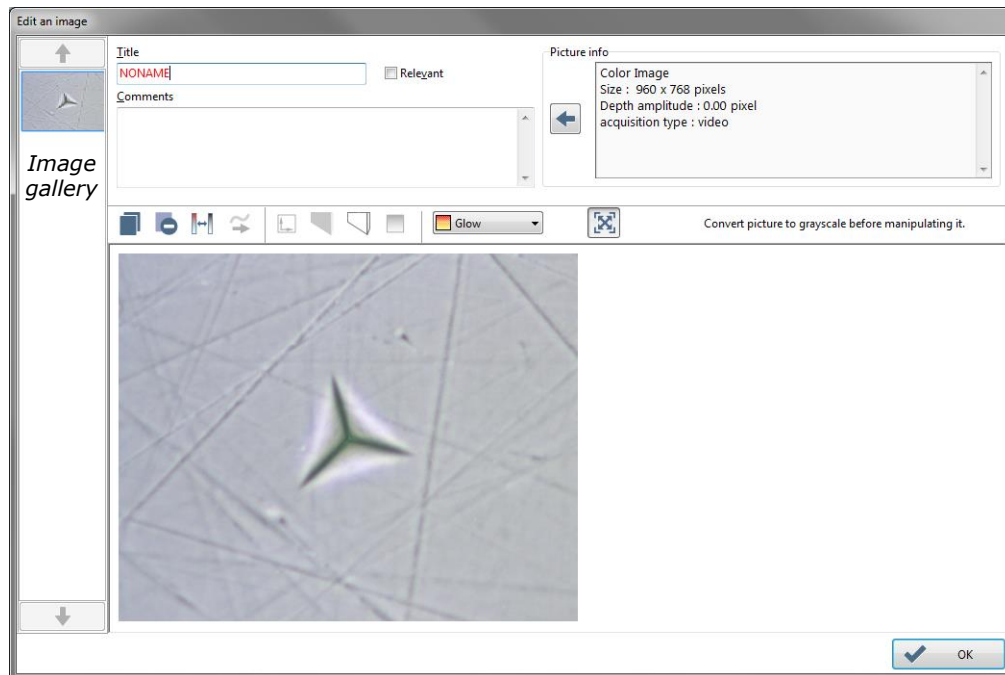 Edit an image
Title
NONAME
Relevant
Comments
Picture info
Color Image
Size : 960 x 768 pixels
Depth amplitude : 0.00 pixel
acquisition type : video
Image
gallery
Glow
Convert picture to grayscale before manipulating it.
OK